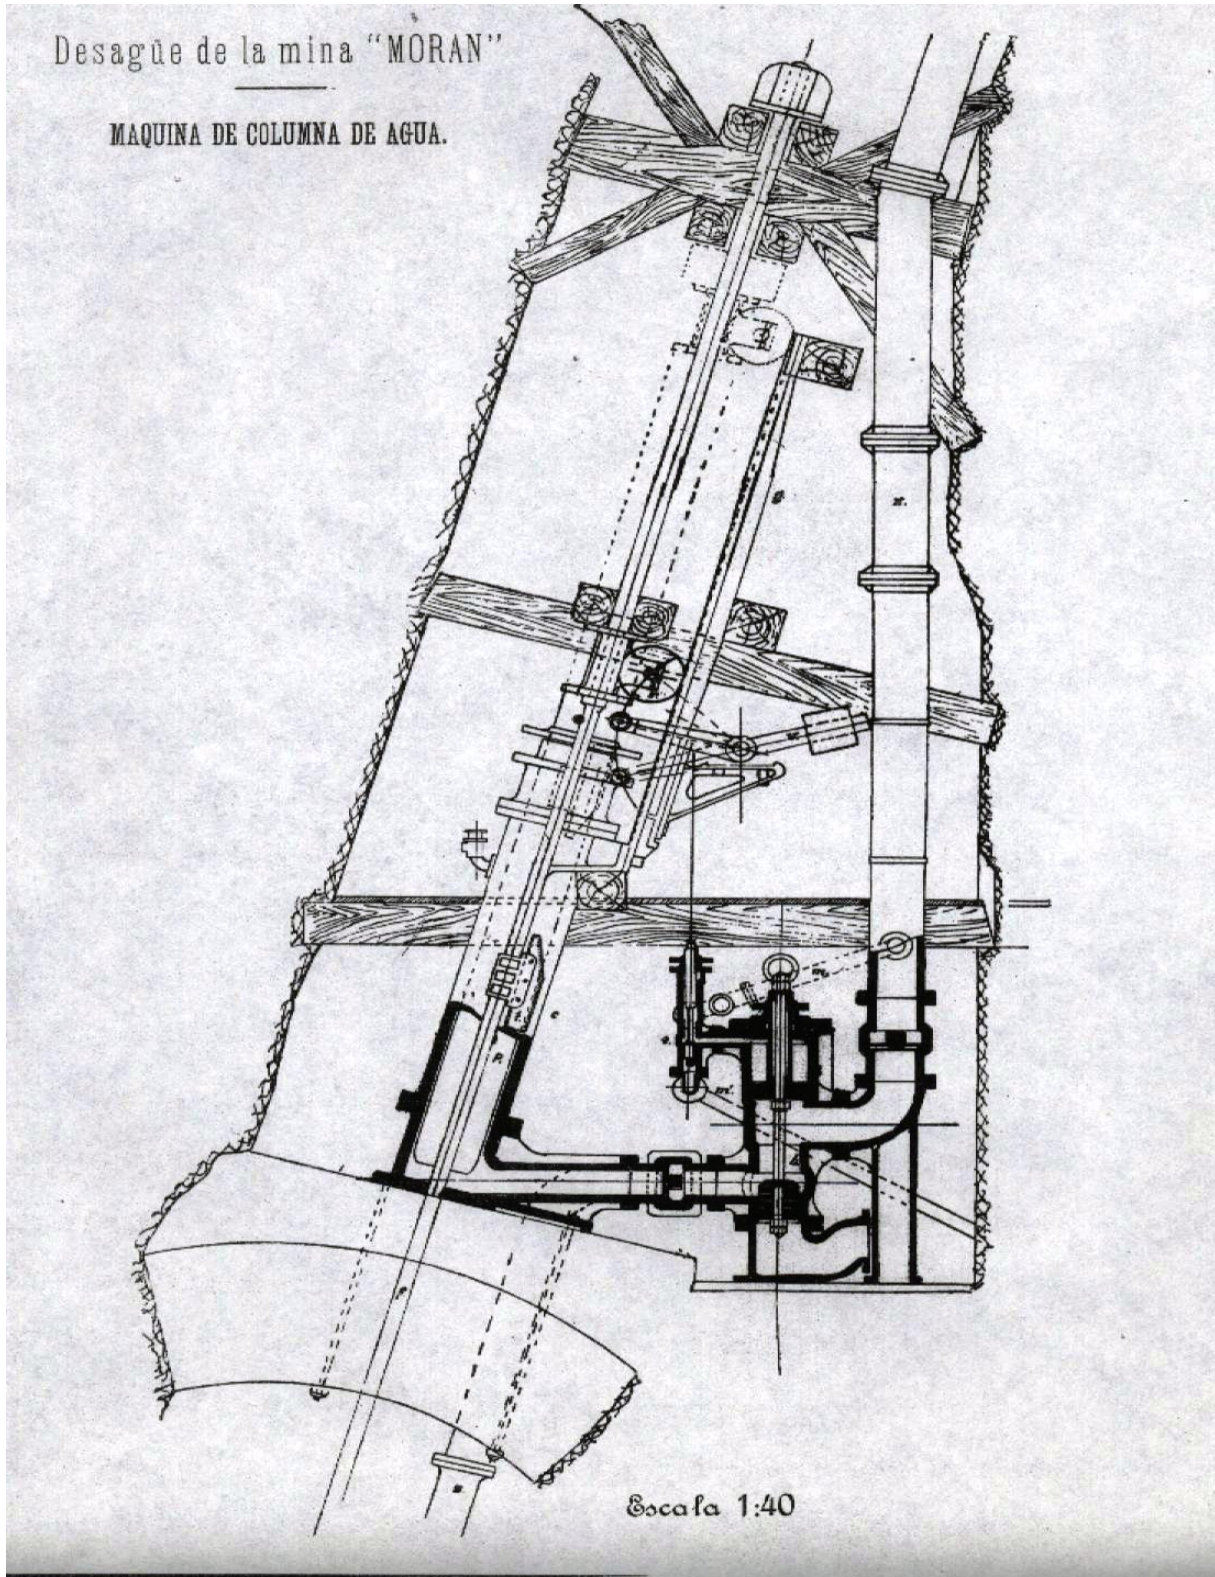 Desagüe de la mina "MORAN"
MAQUINA DE COLUMNA DE AGUA.
z.
m.
m'.
c
P.
Escala 1:40